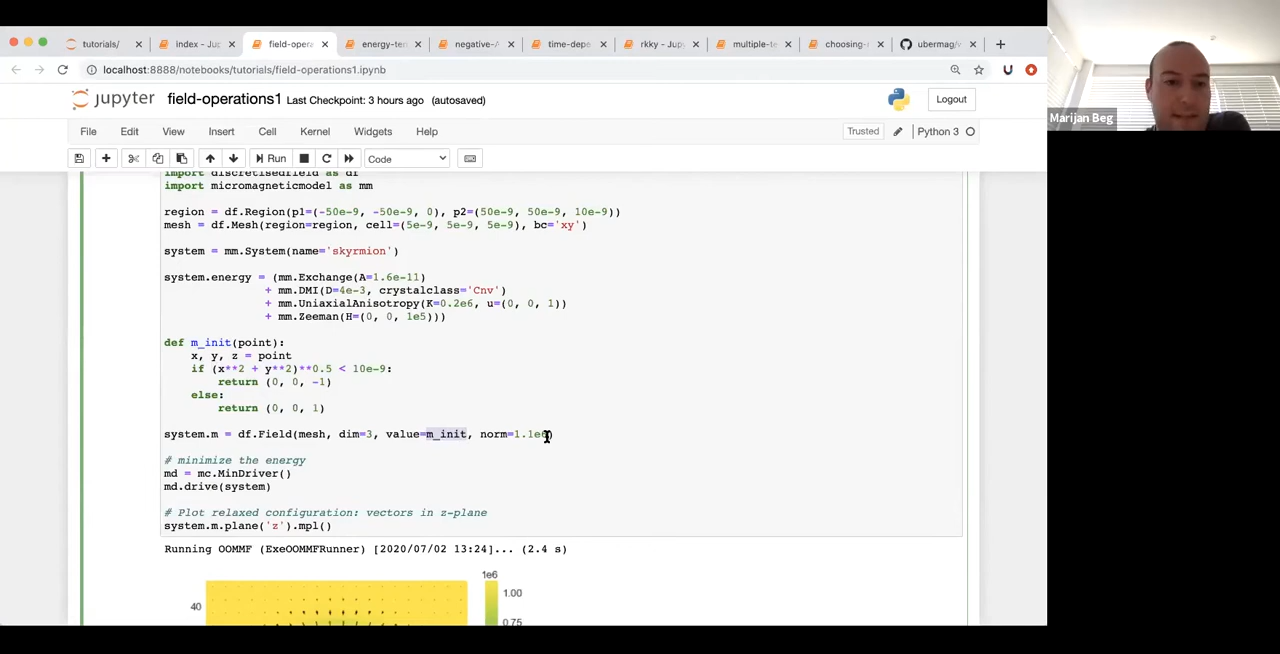 tutorials/ index - Jup field-opera energy-ter negative-/ time-depe rkky - Jup multiple-te choosing-r ubermag/v
localhost:8888/notebooks/tutorials/field-operations1.ipynb
jupyter field-operations1 Last Checkpoint: 3 hours ago (autosaved) Logout
File Edit View Insert Cell Kernel Widgets Help Trusted Python 3
Run Code
import discretisedfield as df
import micromagneticmodel as mm
region = df.Region(p1=(-50e-9, -50e-9, 0), p2=(50e-9, 50e-9, 10e-9))
mesh = df.Mesh(region=region, cell=(5e-9, 5e-9, 5e-9), bc='xy')
system = mm.System(name='skyrmion')
system.energy = (mm.Exchange(A=1.6e-11)
+ mm.DMI(D=4e-3, crystalclass='Cnv')
+ mm.UniaxialAnisotropy(K=0.2e6, u=(0, 0, 1))
+ mm.Zeeman(H=(0, 0, 1e5)))
def m_init(point):
x, y, z = point
if (x**2 + y**2)**0.5 < 10e-9:
return (0, 0, -1)
else:
return (0, 0, 1)
system.m = df.Field(mesh, dim=3, value=m_init, norm=1.1e6)
# minimize the energy
md = mc.MinDriver()
md.drive(system)
# Plot relaxed configuration: vectors in z-plane
system.m.plane('z').mpl()
Running OOMMF (ExeOOMMFRunner) [2020/07/02 13:24]... (2.4 s)
1e6
1.00
40
0.75
Marijan Beg